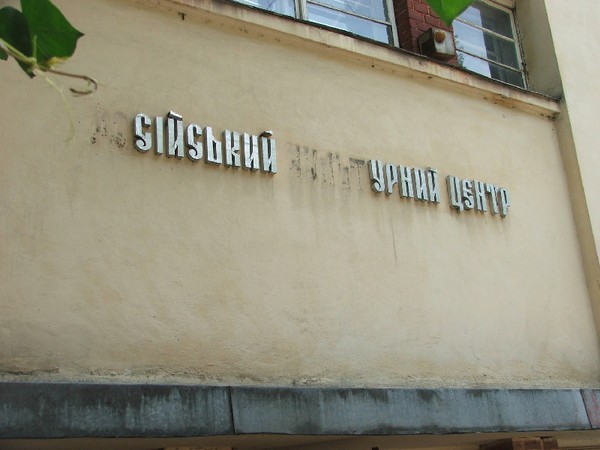 сійський урний центр